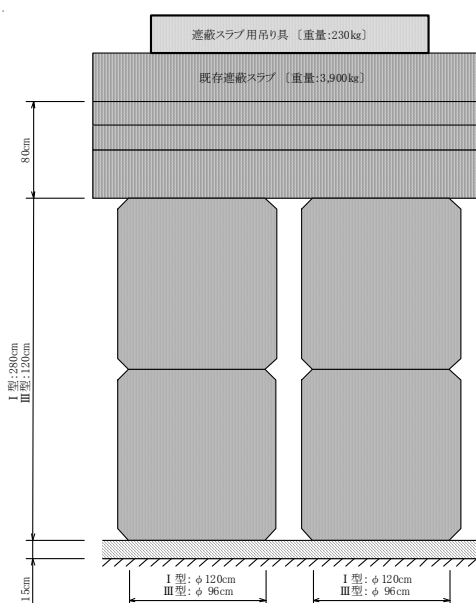 遮蔽スラブ用吊り具 〔重量:230kg〕
既存遮蔽スラブ 〔重量:3,900kg〕
80cm
Ⅰ型:280cm
Ⅲ型:120cm
15cm
Ⅰ型:φ120cm
Ⅲ型:φ 96cm
Ⅰ型:φ120cm
Ⅲ型:φ 96cm